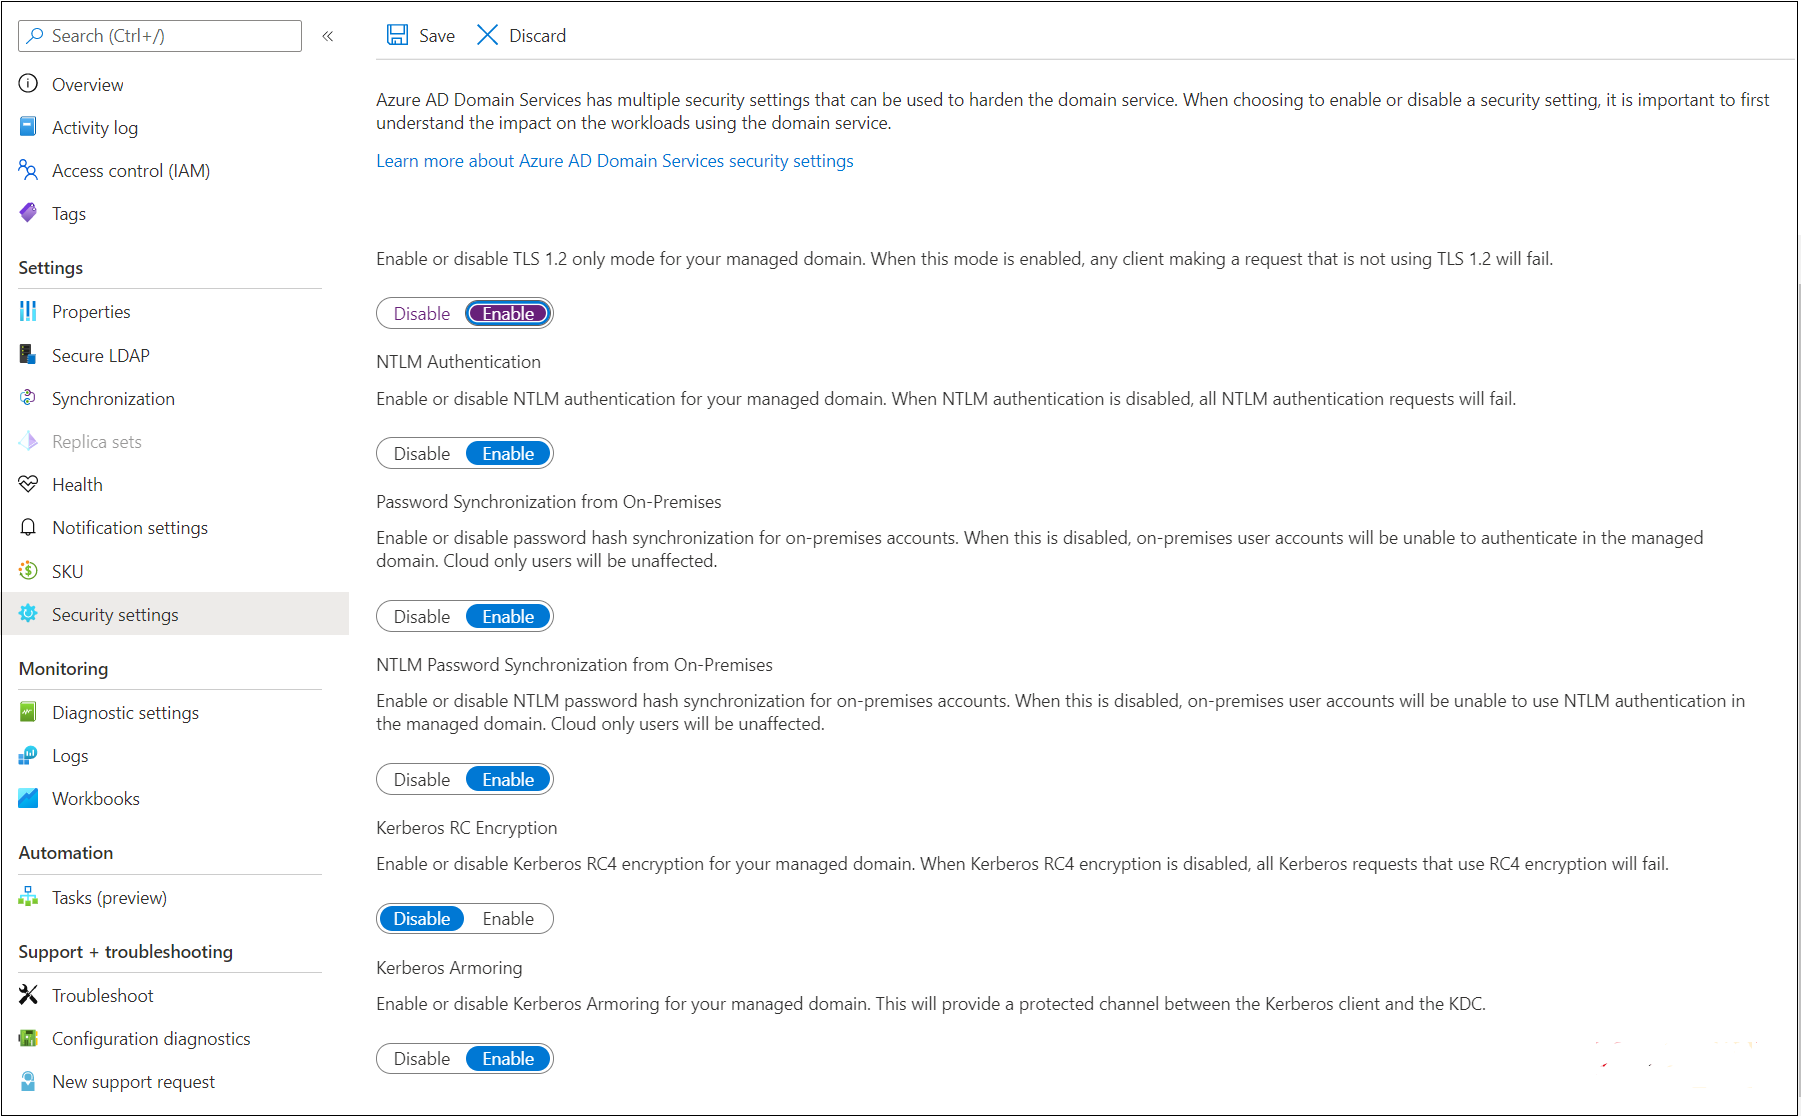 Search (Ctrl+/)
«
Overview
Activity log
Access control (IAM)
Tags
Settings
Properties
Secure LDAP
Synchronization
Replica sets
Health
Notification settings
SKU
Security settings
Monitoring
Diagnostic settings
Logs
Workbooks
Automation
Tasks (preview)
Support + troubleshooting
Troubleshoot
Configuration diagnostics
New support request
Save Discard
Azure AD Domain Services has multiple security settings that can be used to harden the domain service. When choosing to enable or disable a security setting, it is important to first
understand the impact on the workloads using the domain service.
Learn more about Azure AD Domain Services security settings
Enable or disable TLS 1.2 only mode for your managed domain. When this mode is enabled, any client making a request that is not using TLS 1.2 will fail.
Disable Enable
NTLM Authentication
Enable or disable NTLM authentication for your managed domain. When NTLM authentication is disabled, all NTLM authentication requests will fail.
Disable Enable
Password Synchronization from On-Premises
Enable or disable password hash synchronization for on-premises accounts. When this is disabled, on-premises user accounts will be unable to authenticate in the managed
domain. Cloud only users will be unaffected.
Disable Enable
NTLM Password Synchronization from On-Premises
Enable or disable NTLM password hash synchronization for on-premises accounts. When this is disabled, on-premises user accounts will be unable to use NTLM authentication in
the managed domain. Cloud only users will be unaffected.
Disable Enable
Kerberos RC Encryption
Enable or disable Kerberos RC4 encryption for your managed domain. When Kerberos RC4 encryption is disabled, all Kerberos requests that use RC4 encryption will fail.
Disable Enable
Kerberos Armoring
Enable or disable Kerberos Armoring for your managed domain. This will provide a protected channel between the Kerberos client and the KDC.
Disable Enable